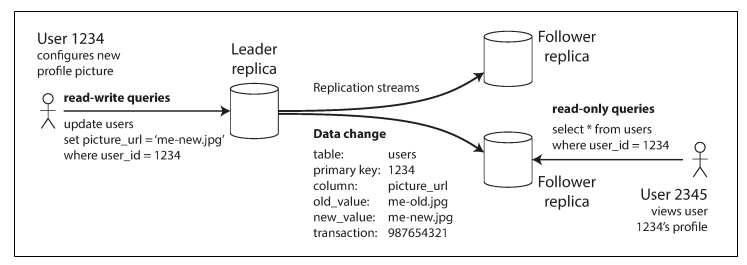 User 1234
configures new
profile picture
read-write queries
update users
set picture_url = ‘me-new.jpg’
where user_id = 1234
Leader
replica
Replication streams
Data change
table: users
primary key: 1234
column: picture_url
old_value: me-old.jpg
new_value: me-new.jpg
transaction: 987654321
Follower
replica
read-only queries
select * from users
where user_id = 1234
Follower
replica
User 2345
views user
1234’s profile